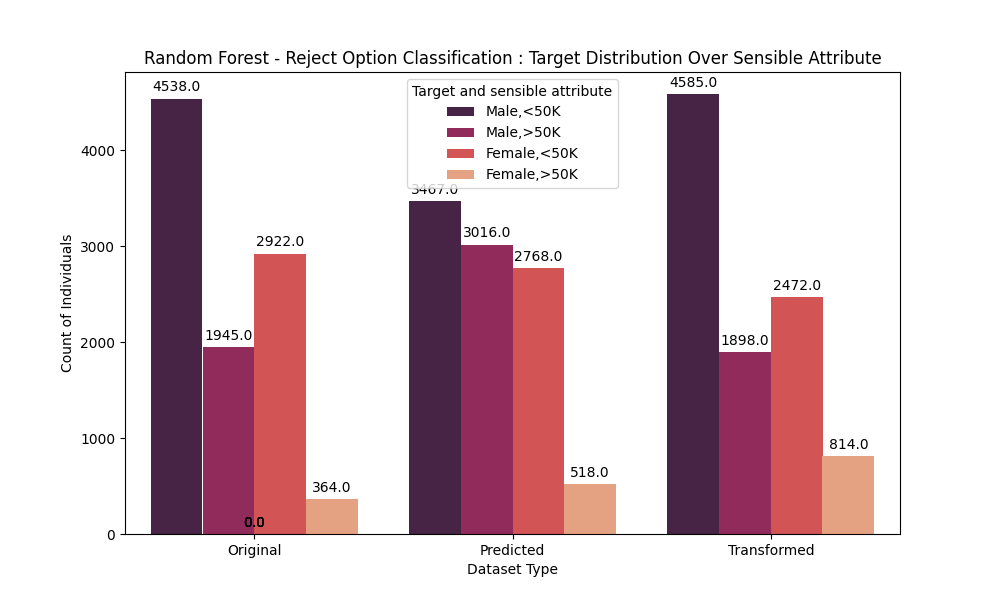 Random Forest - Reject Option Classification : Target Distribution Over Sensible Attribute
Target and sensible attribute
Male,<50K
Male,>50K
Female,<50K
Female,>50K
Count of Individuals
4000
3000
2000
1000
0
4538.0
1945.0
2922.0
364.0
0.0
3467.0
3016.0
2768.0
518.0
4585.0
1898.0
2472.0
814.0
Original
Predicted
Transformed
Dataset Type